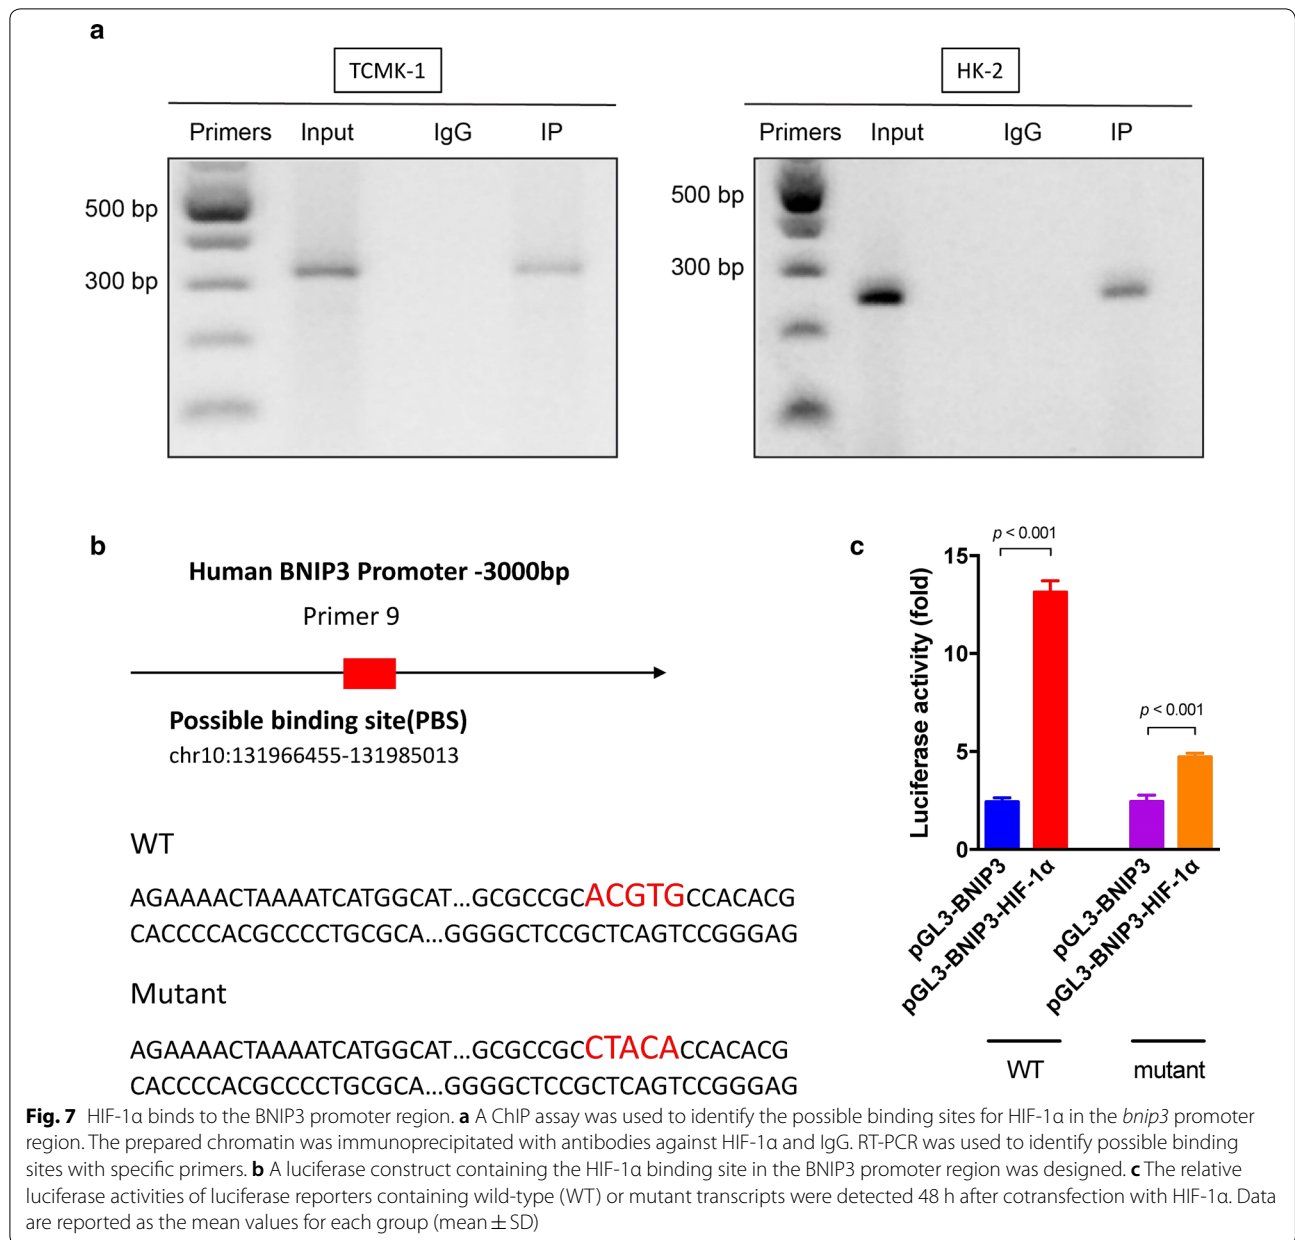 a
TCMK-1
HK-2
Primers Input IgG IP
Primers Input IgG IP
500 bp
300 bp
500 bp
300 bp
b
Human BNIP3 Promoter -3000bp
Primer 9
Possible binding site(PBS)
chr10:131966455-131985013
WT
AGAAAACTAAAATCATGGCAT...GCGCCGCACGTGCCACACG
CACCCCACGCCCCTGCGCA...GGGGCTCCGCTCAGTCCGGGAG
Mutant
AGAAAACTAAAATCATGGCAT...GCGCCGCCTACACCACACG
CACCCCACGCCCCTGCGCA...GGGGCTCCGCTCAGTCCGGGAG
c
Luciferase activity (fold)
15
10
5
0
p < 0.001
p < 0.001
pGL3-BNIP3
pGL3-BNIP3-HIF-1α
pGL3-BNIP3
pGL3-BNIP3-HIF-1α
WT
mutant
Fig. 7 HIF-1α binds to the BNIP3 promoter region. a A ChIP assay was used to identify the possible binding sites for HIF-1α in the bnip3 promoter
region. The prepared chromatin was immunoprecipitated with antibodies against HIF-1α and IgG. RT-PCR was used to identify possible binding
sites with specific primers. b A luciferase construct containing the HIF-1α binding site in the BNIP3 promoter region was designed. c The relative
luciferase activities of luciferase reporters containing wild-type (WT) or mutant transcripts were detected 48 h after cotransfection with HIF-1α. Data
are reported as the mean values for each group (mean ± SD)